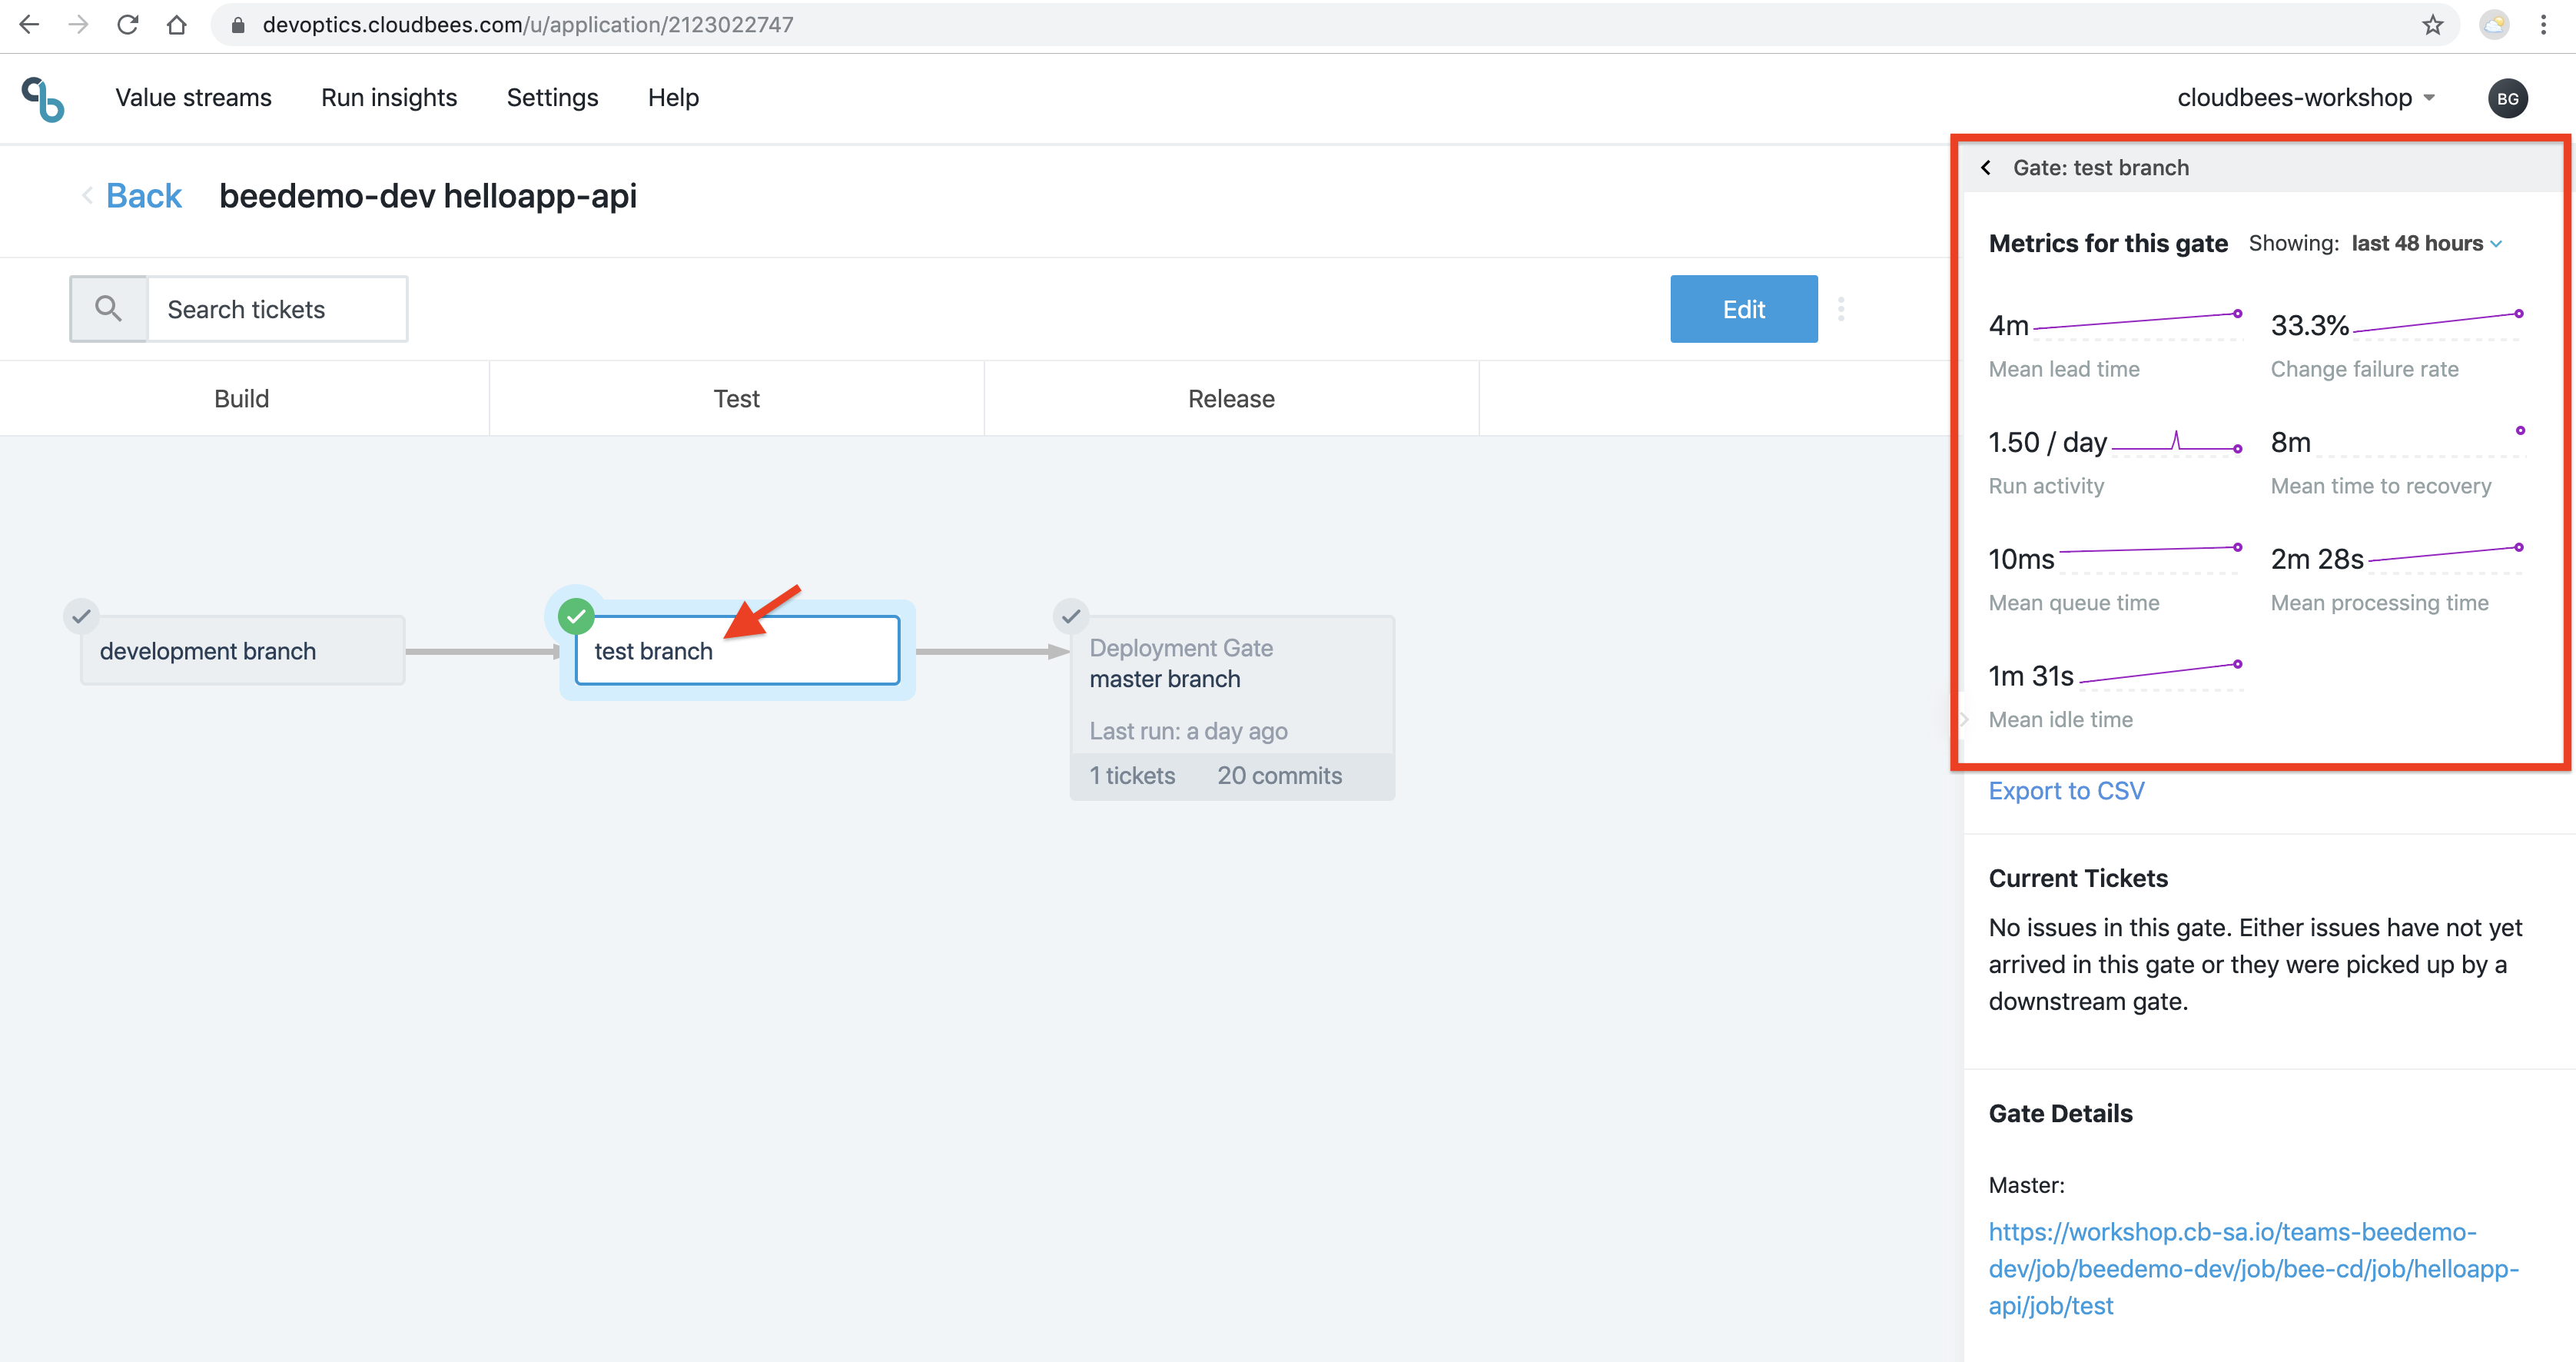 devoptics.cloudbees.com/u/application/2123022747
Value streams
Run insights
Settings
Help
cloudbees-workshop
BG
Back
beedemo-dev helloapp-api
Search tickets
Edit
Build
Test
Release
development branch
test branch
Deployment Gate
master branch
Last run: a day ago
1 tickets 20 commits
Gate: test branch
Metrics for this gate Showing: last 48 hours
4m
Mean lead time
33.3%
Change failure rate
1.50 / day
Run activity
8m
Mean time to recovery
10ms
Mean queue time
2m 28s
Mean processing time
1m 31s
Mean idle time
Export to CSV
Current Tickets
No issues in this gate. Either issues have not yet
arrived in this gate or they were picked up by a
downstream gate.
Gate Details
Master:
https://workshop.cb-sa.io/teams-beedemo-
dev/job/beedemo-dev/job/bee-cd/job/helloapp-
api/job/test